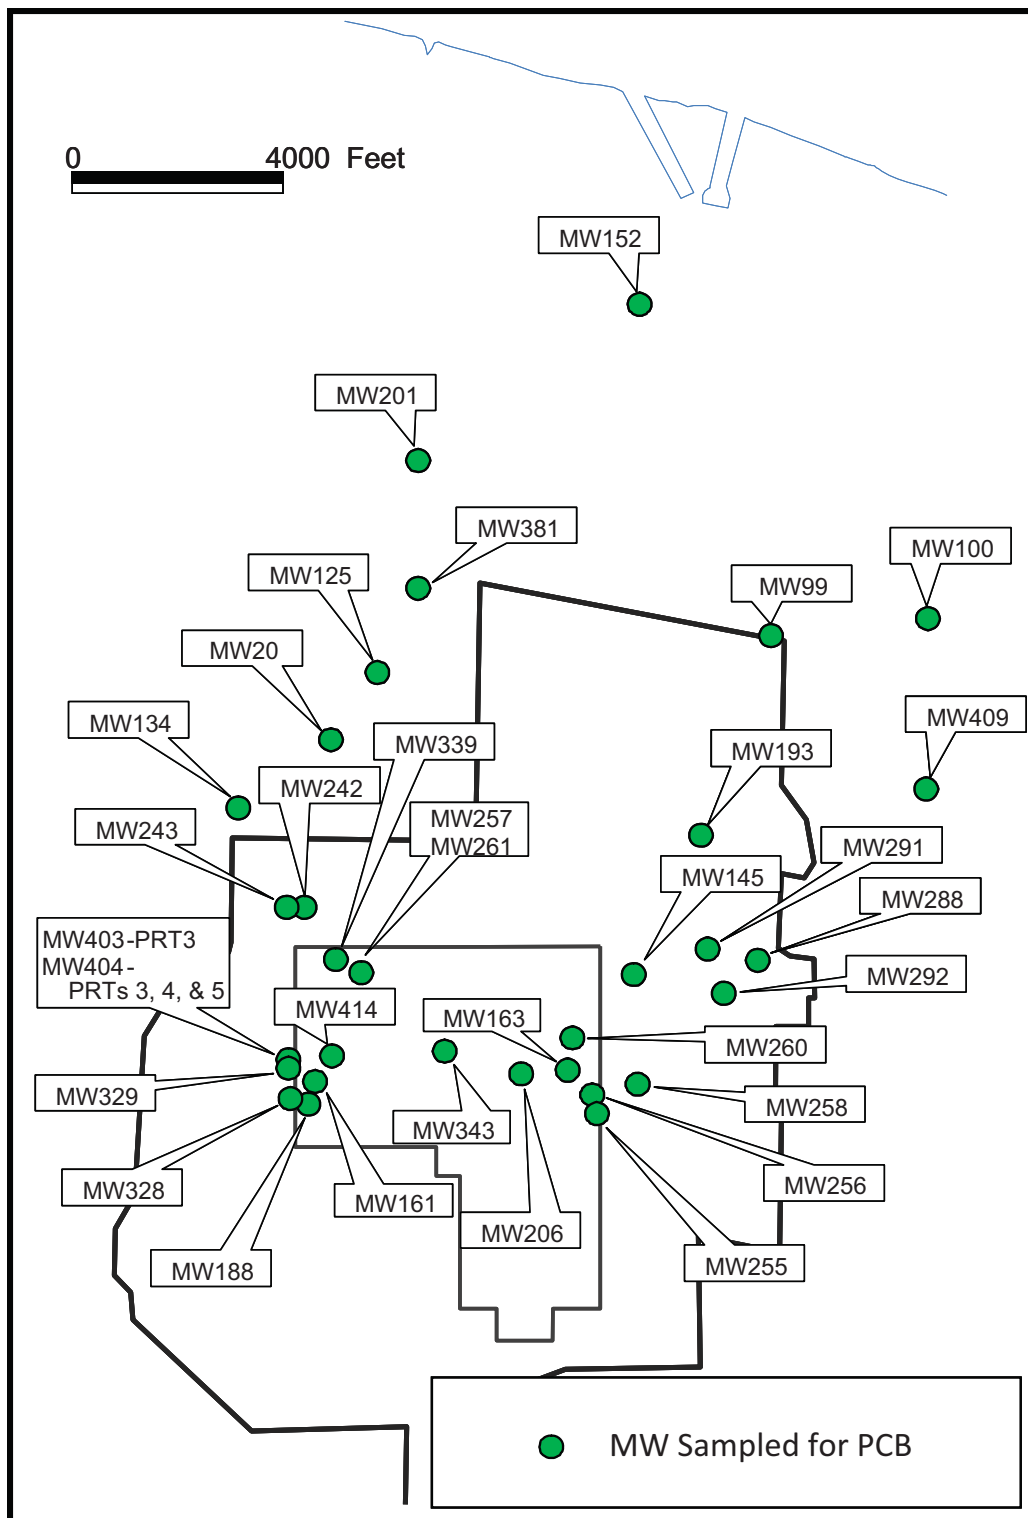 0 4000 Feet
MW152
MW201
MW381
MW100
MW125
MW99
MW20
MW134
MW409
MW339
MW193
MW242
MW257
MW261
MW243
MW291
MW145
MW288
MW403-PRT3
MW404-
PRTs 3, 4, & 5
MW292
MW414
MW163
MW260
MW329
MW258
MW343
MW328
MW161
MW256
MW206
MW188
MW255
MW Sampled for PCB